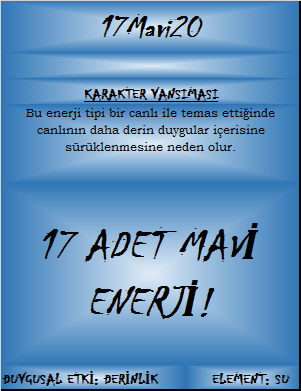 17Mavi20
KARAKTER YANSIMASI
Bu enerji tipi bir canlı ile temas ettiğinde
canlının daha derin duygular içerisine
sürüklenmesine neden olur.
17 ADET MAVİ
ENERJİ!
DUYGUSAL ETKİ: DERİNLİK
ELEMENT: SU